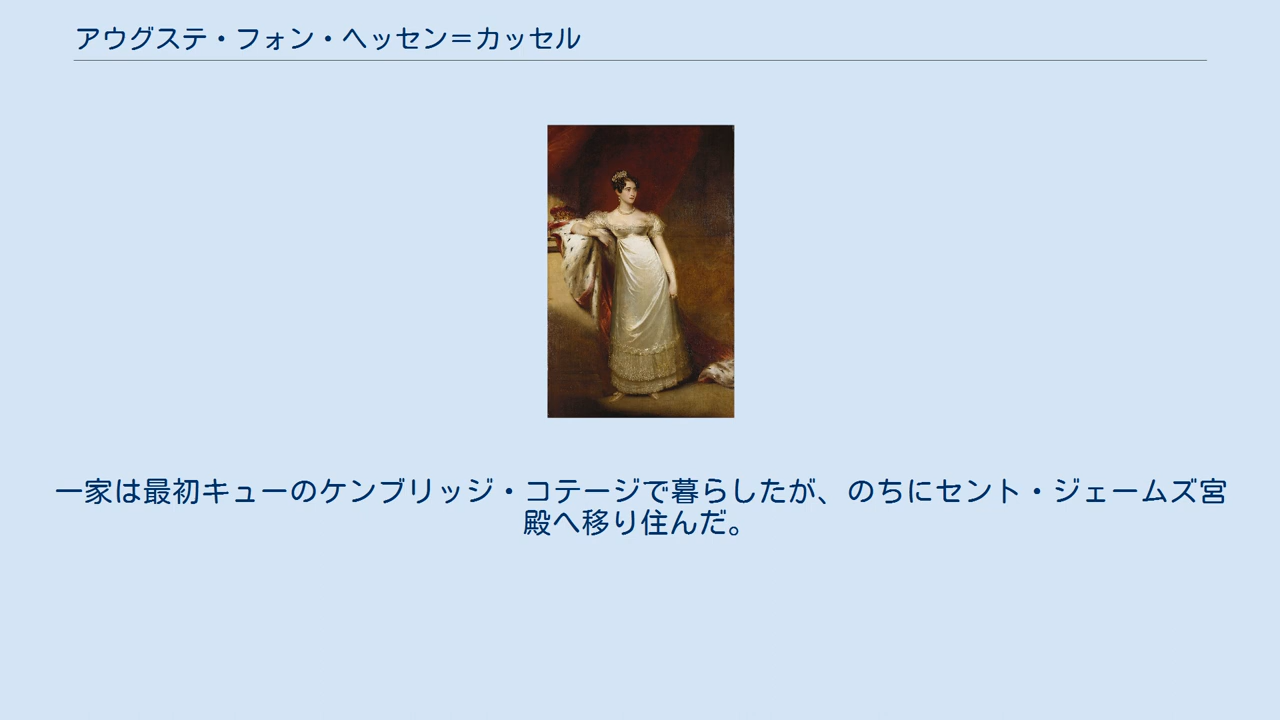 アウグステ・フォン・ヘッセン＝カッセル
一家は最初キューのケンブリッジ・コテージで暮らしたが、のちにセント・ジェームズ宮
殿へ移り住んだ。